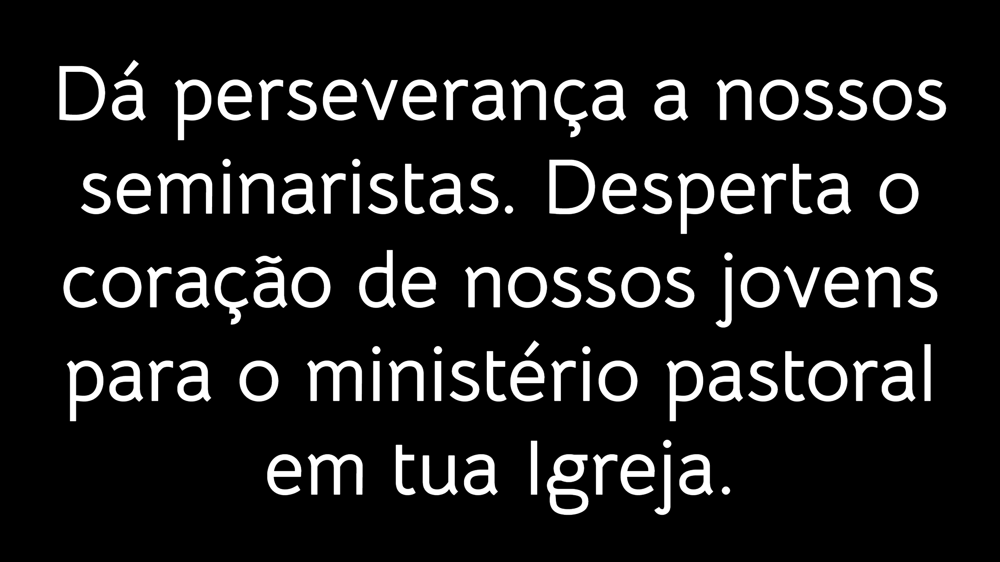 Dá perseverança a nossos
seminaristas. Desperta o
coração de nossos jovens
para o ministério pastoral
em tua Igreja.